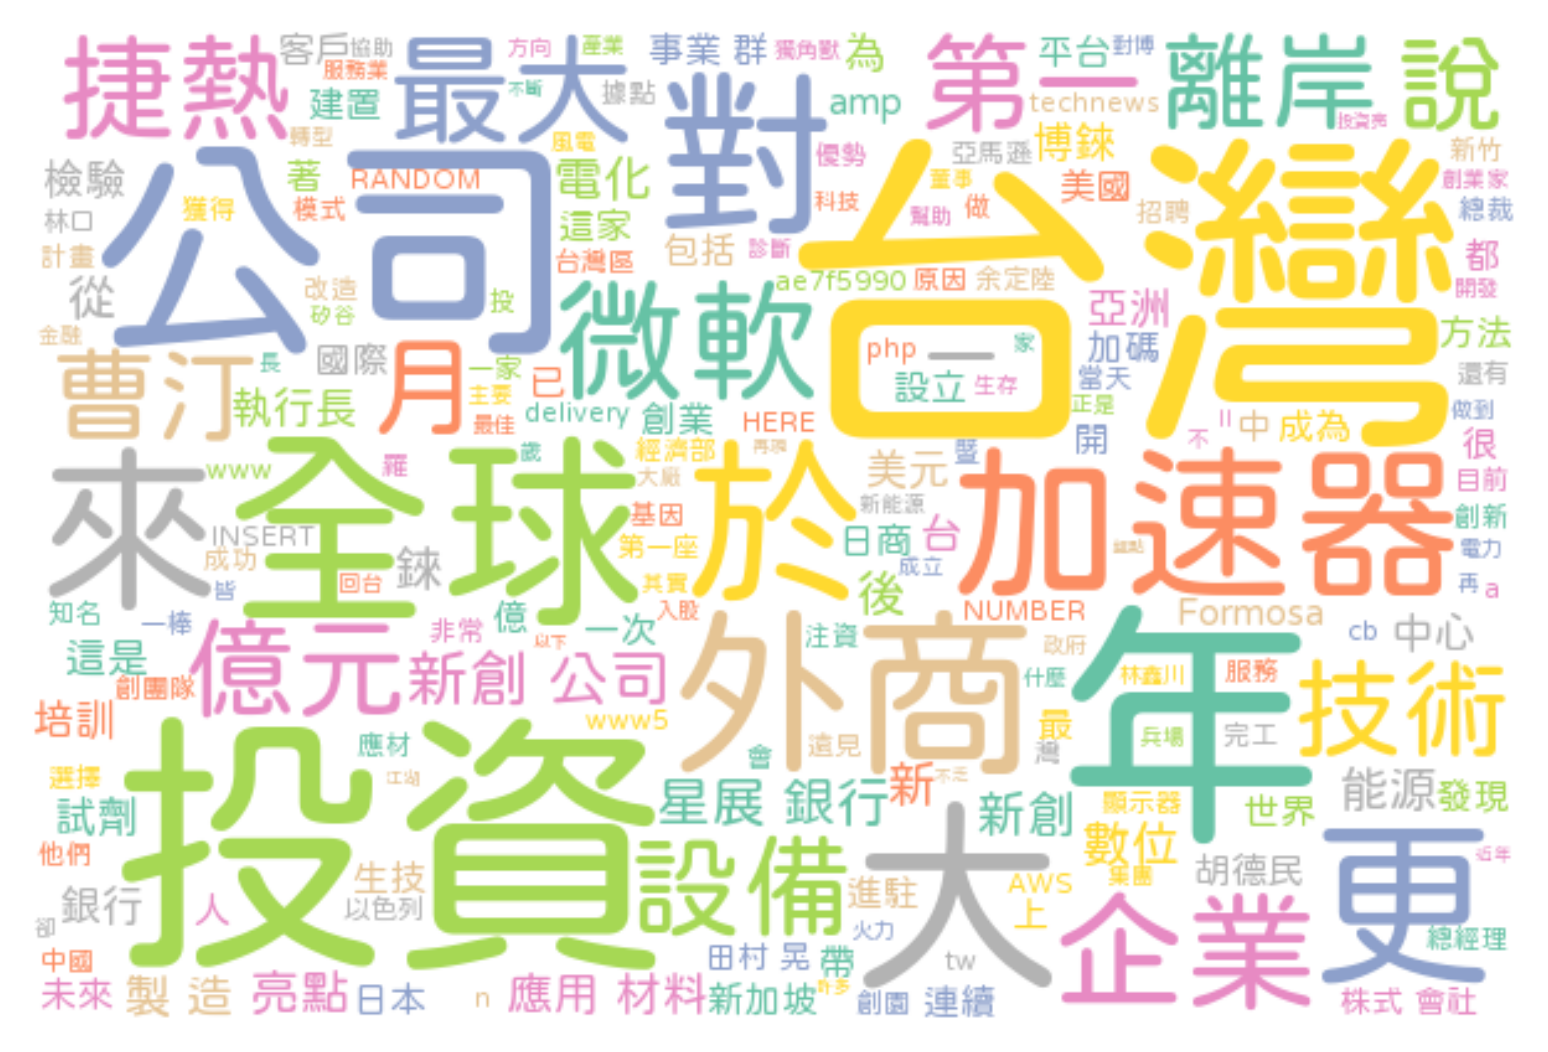 捷熱 客戶 協助 最大 方向 產業 事業 群 獨角獸 為 第一 平台 對博 離岸 說
服務業 建置 不斷 據點 amp technews 投資亮
轉型 風電 對 優勢 亞馬遜 博錸 新竹
檢驗 公司 著 RANDOM 電化 台灣 董事 美國 創業家
林口 獲得 模式 這家 科技 幫助 做 招聘 總裁
計畫 台灣區 包括 診斷 都
從 改造 矽谷 投 微軟 ae7f5990 原因 余定陸 亞洲 開發
金融 曹汀 長 國際 月 一家 php 一 家 加碼 方法
執行長 主要 已 設立 生存 當天 還有
最佳 delivery 創業 HERE 正是 II 中 成為 做到
來 www 全球 羅 歲 經濟部 再現 於 暨 開 不 很
大廠 美元 加速器 目前
INSERT 基因 新能源 創新
成功 錸 第一座 日商 台 據點 電力
回台 皆 其實 成立 再 a
知名 一棒 億 入股 後 NUMBER Formosa
這是 億元 非常 以下 一次 外商 注資 政府 年 cb 中心
創團隊 新創 公司 什麼 林鑫川 服務 技術
培訓 投資 www5 最 兵場 完工
應材 會 遠見 灣
選擇 江湖 星展 銀行 新 不乏 能源 發現
試劑 新創 顯示器 世界
他們 設備 大 數位 更 近年
銀行 人 生技 進駐 AWS 集團 胡德民
卻 以色列 火力 上 企業 總經理
中國 田村 晃 帶 tw
未來 製 造 亮點 日本 n 應用 材料 新加坡 許多 創園 連續 株式 會社